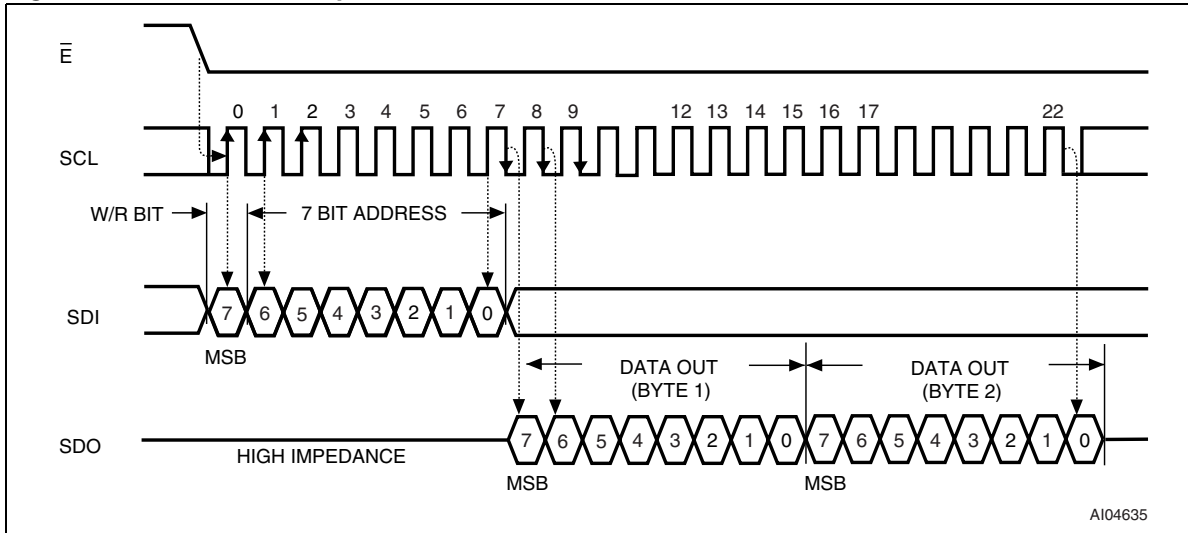 E̅
0 1 2 3 4 5 6 7 8 9 12 13 14 15 16 17 22
SCL
W/R BIT 7 BIT ADDRESS
SDI 7 6 5 4 3 2 1 0
MSB
DATA OUT (BYTE 1) DATA OUT (BYTE 2)
SDO HIGH IMPEDANCE 7 6 5 4 3 2 1 0 7 6 5 4 3 2 1 0
MSB MSB
AI04635